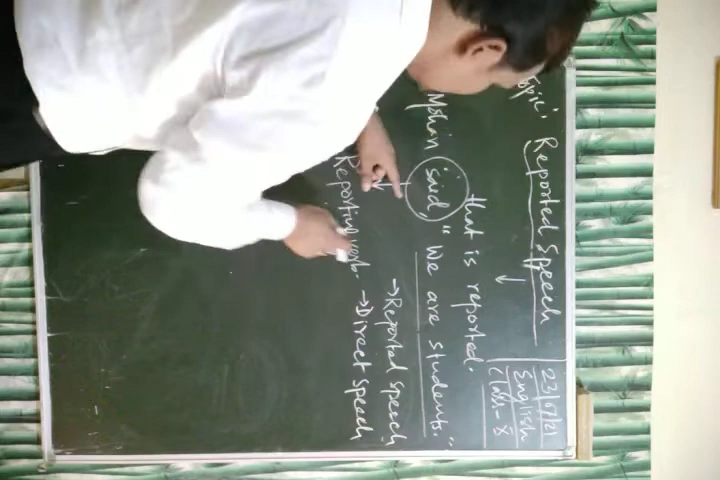 23/07/21
English
Class - X
Topic: Reported Speech
↓
that is reported.
Mohan said, "We are students."
↓ → Reported speech
Reporting verb. → Direct Speech